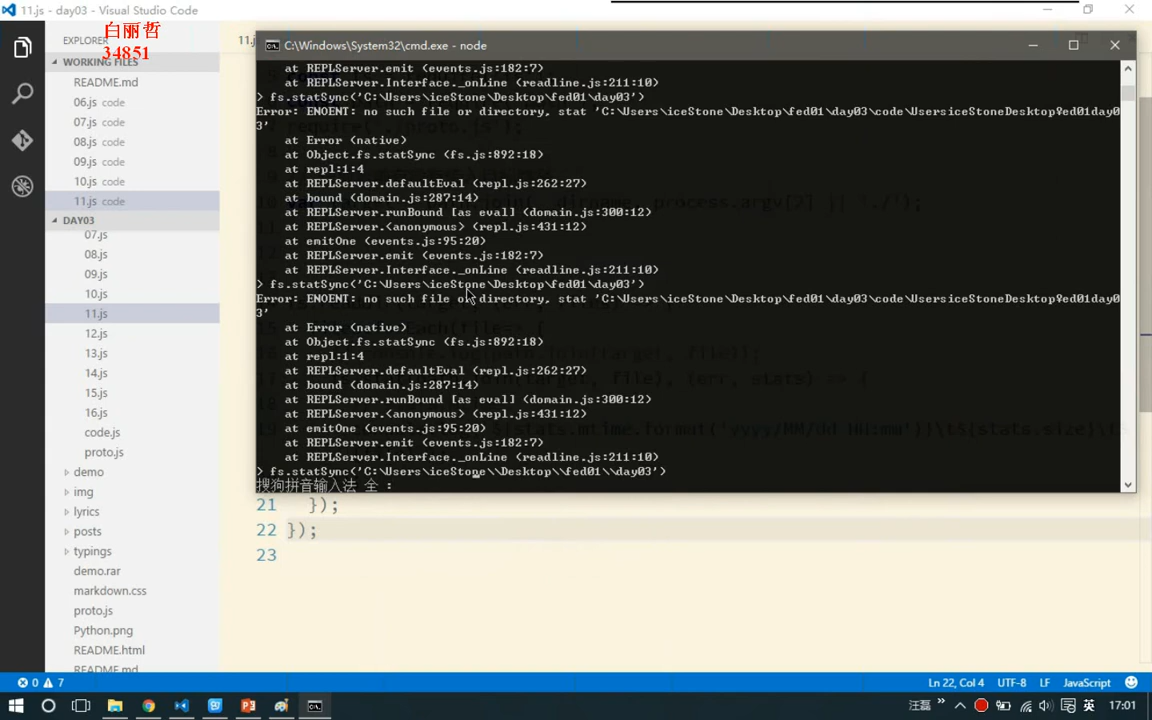 11.js - day03 - Visual Studio Code
白丽哲
34851
EXPLORER
WORKING FILES
README.md
06.js code
07.js code
08.js code
09.js code
10.js code
11.js code
DAY03
07.js
08.js
09.js
10.js
11.js
12.js
13.js
14.js
15.js
16.js
code.js
proto.js
demo
img
lyrics
posts
typings
demo.rar
markdown.css
proto.js
Python.png
README.html
README.md
C:\Windows\System32\cmd.exe - node
at REPLServer.emit (events.js:182:7)
at REPLServer.Interface._onLine (readline.js:211:10)
> fs.statSync('C:\Users\iceStone\Desktop\fed01\day03')
Error: ENOENT: no such file or directory, stat 'C:\Users\iceStone\Desktop\fed01\day03\code\UsersiceStoneDesktop♀ed01day0
3'
at Error (native)
at Object.fs.statSync (fs.js:892:18)
at repl:1:4
at REPLServer.defaultEval (repl.js:262:27)
at bound (domain.js:287:14)
at REPLServer.runBound [as eval] (domain.js:300:12)
at REPLServer.<anonymous> (repl.js:431:12)
at emitOne (events.js:95:20)
at REPLServer.emit (events.js:182:7)
at REPLServer.Interface._onLine (readline.js:211:10)
> fs.statSync('C:\Users\iceStone\Desktop\fed01\day03')
Error: ENOENT: no such file or directory, stat 'C:\Users\iceStone\Desktop\fed01\day03\code\UsersiceStoneDesktop♀ed01day0
3'
at Error (native)
at Object.fs.statSync (fs.js:892:18)
at repl:1:4
at REPLServer.defaultEval (repl.js:262:27)
at bound (domain.js:287:14)
at REPLServer.runBound [as eval] (domain.js:300:12)
at REPLServer.<anonymous> (repl.js:431:12)
at emitOne (events.js:95:20)
at REPLServer.emit (events.js:182:7)
at REPLServer.Interface._onLine (readline.js:211:10)
> fs.statSync('C:\Users\iceStone\\Desktop\\fed01\\day03')
搜狗拼音输入法 全 :
21 });
22 });
23
0 7
Ln 22, Col 4 UTF-8 LF JavaScript
汪磊 英 17:01